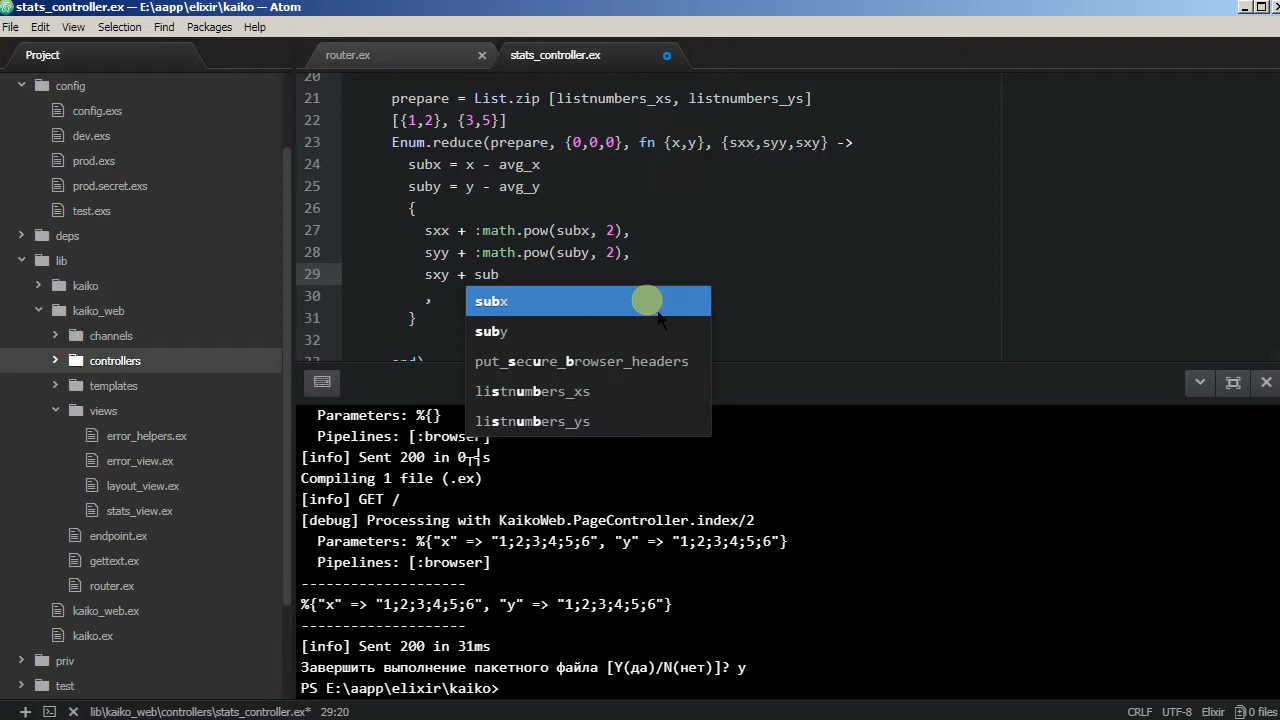 stats_controller.ex — E:\aapp\elixir\kaiko — Atom
File Edit View Selection Find Packages Help
Project
router.ex
stats_controller.ex
config
config.exs
dev.exs
prod.exs
prod.secret.exs
test.exs
deps
lib
kaiko
kaiko_web
channels
controllers
templates
views
error_helpers.ex
error_view.ex
layout_view.ex
stats_view.ex
endpoint.ex
gettext.ex
router.ex
kaiko_web.ex
kaiko.ex
priv
test
20
21 prepare = List.zip [listnumbers_xs, listnumbers_ys]
22 [{1,2}, {3,5}]
23 Enum.reduce(prepare, {0,0,0}, fn {x,y}, {sxx,syy,sxy} ->
24 subx = x - avg_x
25 suby = y - avg_y
26 {
27 sxx + :math.pow(subx, 2),
28 syy + :math.pow(suby, 2),
29 sxy + sub
30 ,
31 }
32
33 end)
subx
suby
put_secure_browser_headers
listnumbers_xs
listnumbers_ys
Parameters: %{}
Pipelines: [:browser]
[info] Sent 200 in 0┬╡s
Compiling 1 file (.ex)
[info] GET /
[debug] Processing with KaikoWeb.PageController.index/2
Parameters: %{"x" => "1;2;3;4;5;6", "y" => "1;2;3;4;5;6"}
Pipelines: [:browser]
--------------------
%{"x" => "1;2;3;4;5;6", "y" => "1;2;3;4;5;6"}
--------------------
[info] Sent 200 in 31ms
Завершить выполнение пакетного файла [Y(да)/N(нет)]? y
PS E:\aapp\elixir\kaiko>
lib\kaiko_web\controllers\stats_controller.ex* 29:20 CRLF UTF-8 Elixir 0 files